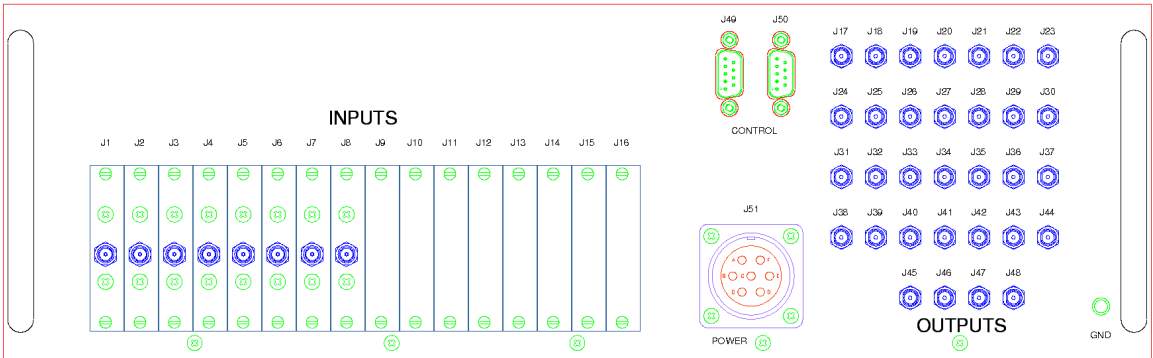 J49 J50
J17 J18 J19 J20 J21 J22 J23
J24 J25 J26 J27 J28 J29 J30
INPUTS
CONTROL
J1 J2 J3 J4 J5 J6 J7 J8 J9 J10 J11 J12 J13 J14 J15 J16
J31 J32 J33 J34 J35 J36 J37
J51
J38 J39 J40 J41 J42 J43 J44
J45 J46 J47 J48
OUTPUTS
POWER
GND